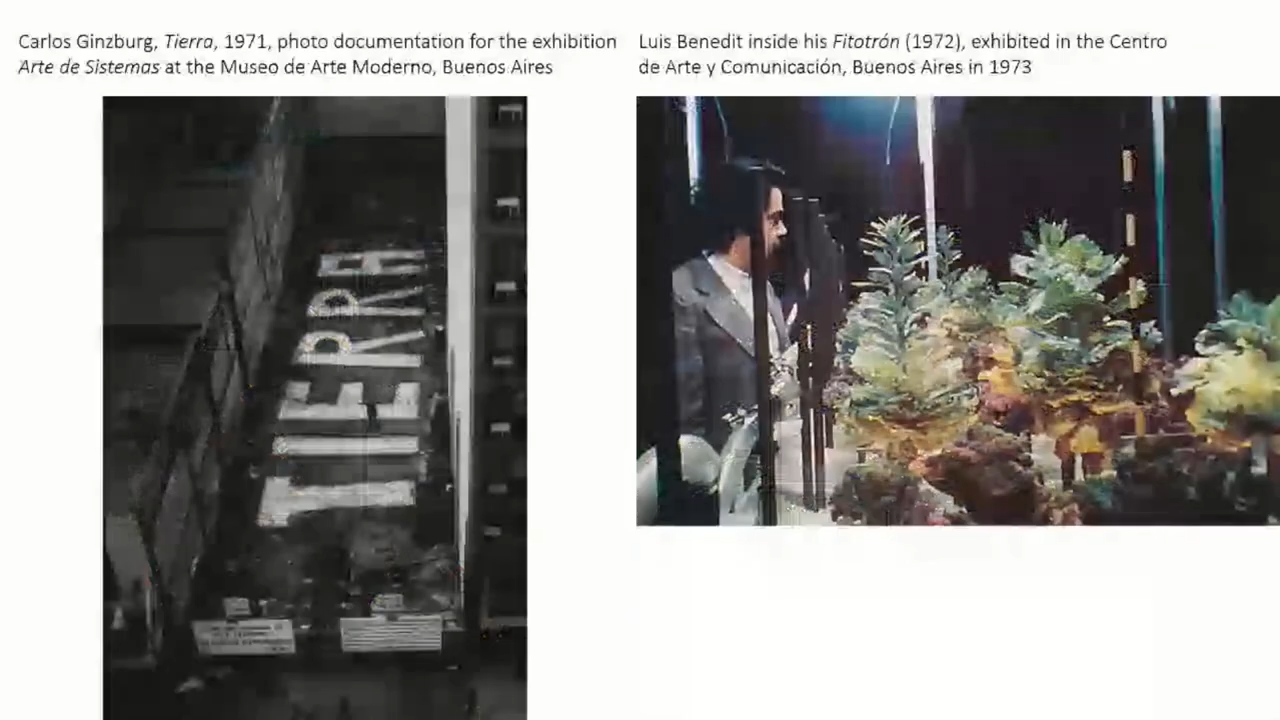 Carlos Ginzburg, Tierra, 1971, photo documentation for the exhibition
Arte de Sistemas at the Museo de Arte Moderno, Buenos Aires
Luis Benedit inside his Fitotrón (1972), exhibited in the Centro
de Arte y Comunicación, Buenos Aires in 1973
TIERRA